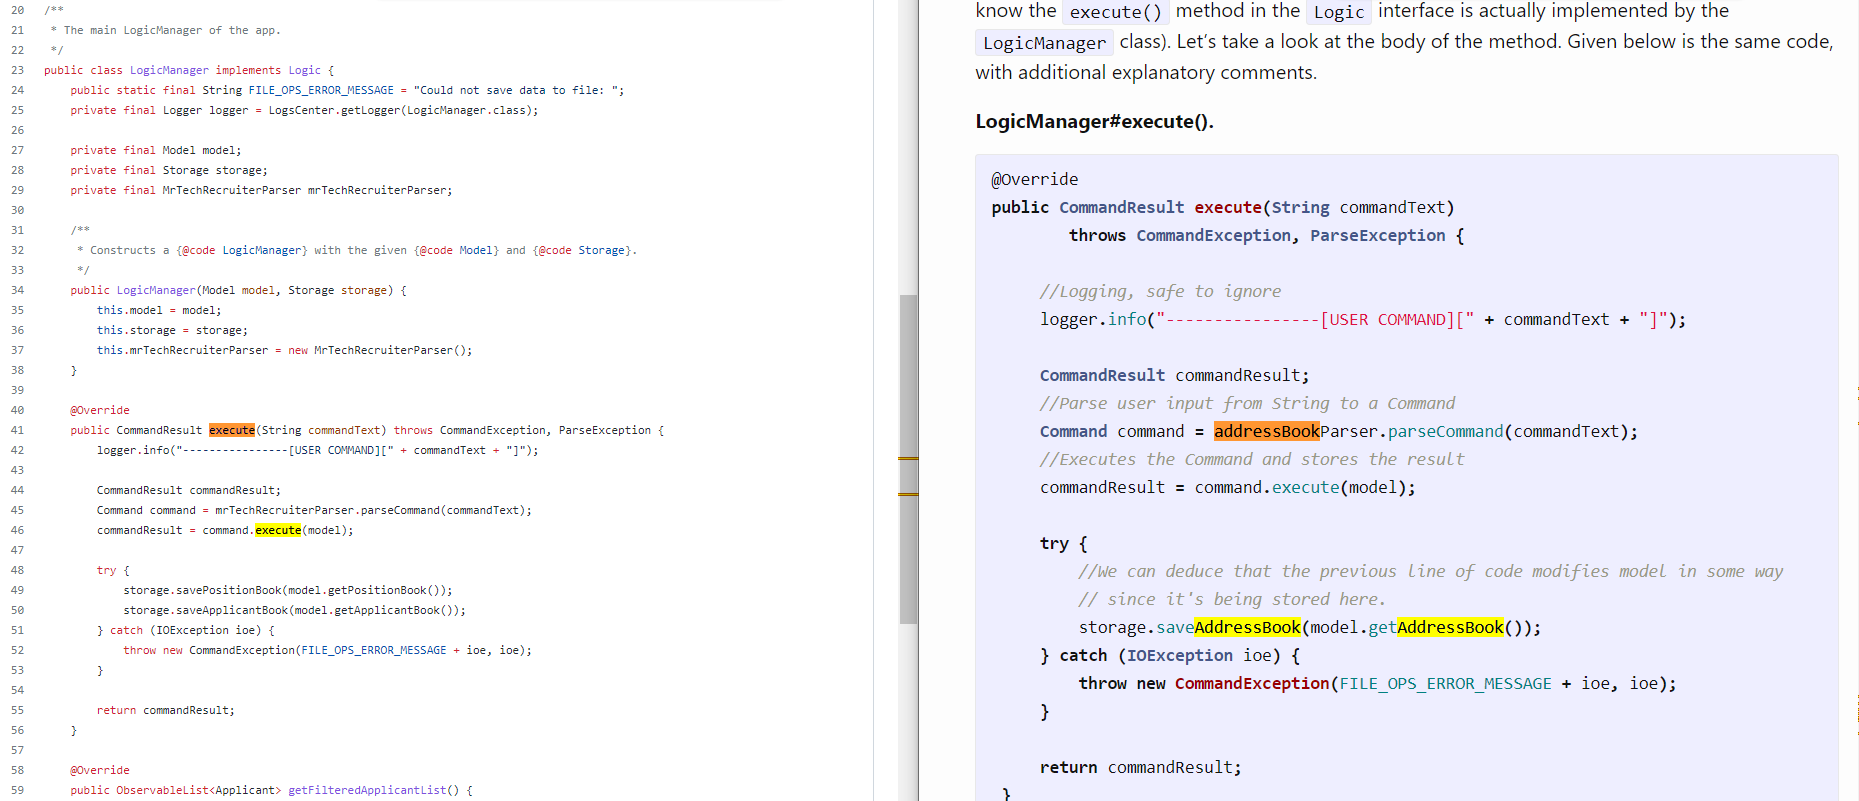 20 /**
21  * The main LogicManager of the app.
22  */
23 public class LogicManager implements Logic {
24     public static final String FILE_OPS_ERROR_MESSAGE = "Could not save data to file: ";
25     private final Logger logger = LogsCenter.getLogger(LogicManager.class);
26
27     private final Model model;
28     private final Storage storage;
29     private final MrTechRecruiterParser mrTechRecruiterParser;
30
31     /**
32      * Constructs a {@code LogicManager} with the given {@code Model} and {@code Storage}.
33      */
34     public LogicManager(Model model, Storage storage) {
35         this.model = model;
36         this.storage = storage;
37         this.mrTechRecruiterParser = new MrTechRecruiterParser();
38     }
39
40     @Override
41     public CommandResult execute(String commandText) throws CommandException, ParseException {
42         logger.info("----------------[USER COMMAND][" + commandText + "]");
43
44         CommandResult commandResult;
45         Command command = mrTechRecruiterParser.parseCommand(commandText);
46         commandResult = command.execute(model);
47
48         try {
49             storage.savePositionBook(model.getPositionBook());
50             storage.saveApplicantBook(model.getApplicantBook());
51         } catch (IOException ioe) {
52             throw new CommandException(FILE_OPS_ERROR_MESSAGE + ioe, ioe);
53         }
54
55         return commandResult;
56     }
57
58     @Override
59     public ObservableList<Applicant> getFilteredApplicantList() {
know the execute() method in the Logic interface is actually implemented by the
LogicManager class). Let's take a look at the body of the method. Given below is the same code,
with additional explanatory comments.
LogicManager#execute().
@Override
public CommandResult execute(String commandText)
        throws CommandException, ParseException {
    //Logging, safe to ignore
    logger.info("----------------[USER COMMAND][" + commandText + "]");
    CommandResult commandResult;
    //Parse user input from String to a Command
    Command command = addressBookParser.parseCommand(commandText);
    //Executes the Command and stores the result
    commandResult = command.execute(model);
    try {
        //We can deduce that the previous line of code modifies model in some way
        // since it's being stored here.
        storage.saveAddressBook(model.getAddressBook());
    } catch (IOException ioe) {
        throw new CommandException(FILE_OPS_ERROR_MESSAGE + ioe, ioe);
    }
    return commandResult;
}